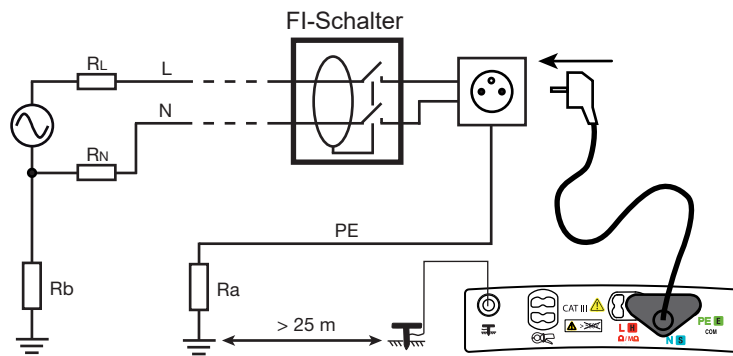 FI-Schalter
RL
L
N
RN
PE
Rb
Ra
> 25 m
CAT III
L H
Ω/MΩ
N S
PE E
COM